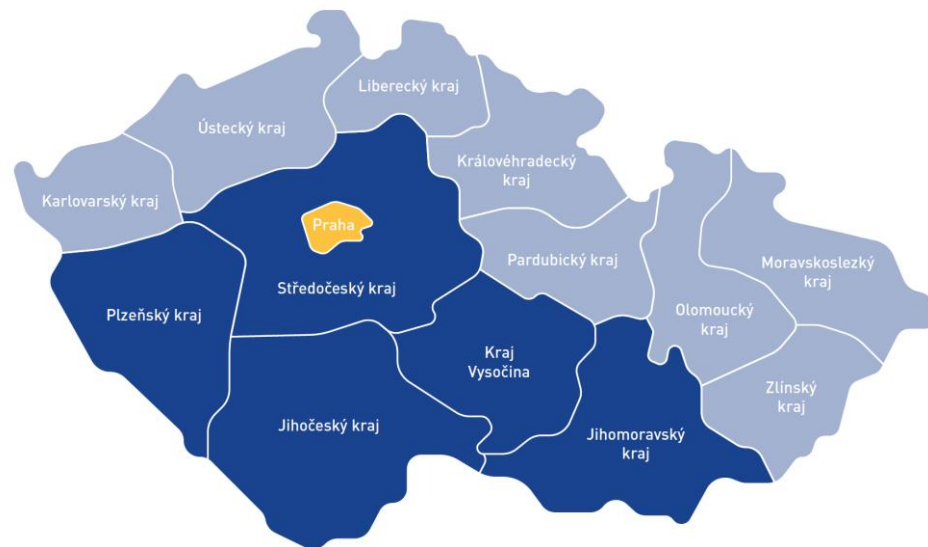 Liberecký kraj
Ústecký kraj
Královéhradecký
kraj
Karlovarský kraj
Praha
Pardubický kraj
Moravskoslezký
kraj
Středočeský kraj
Plzeňský kraj
Olomoucký
kraj
Kraj
Vysočina
Zlínský
kraj
Jihočeský kraj
Jihomoravský
kraj